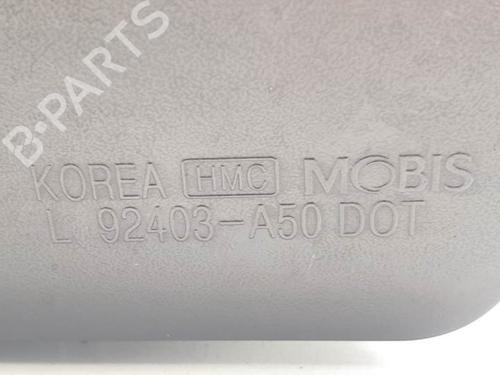 B-PARTS
KOREA HMC MOBIS
L 92403-A50 DOT